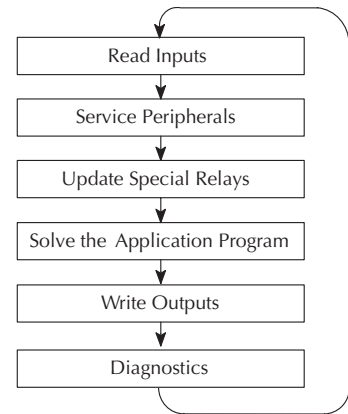 Read Inputs
Service Peripherals
Update Special Relays
Solve the Application Program
Write Outputs
Diagnostics